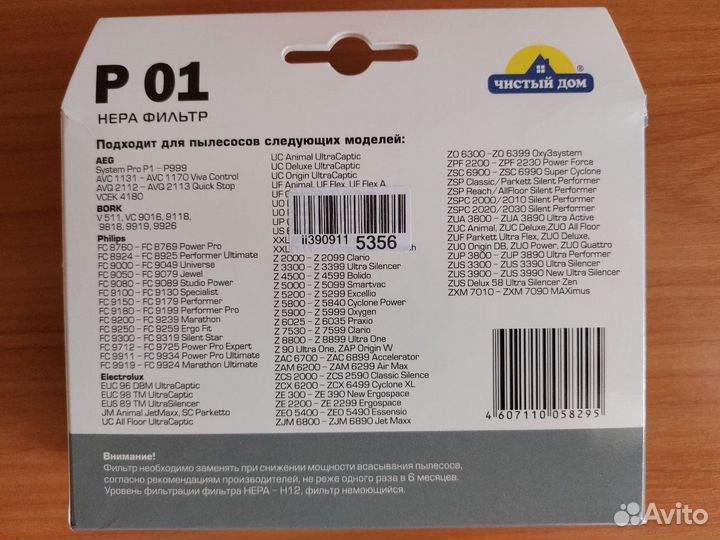 P 01
HEPA ФИЛЬТР
ЧИСТЫЙ ДОМ ®
Подходит для пылесосов следующих моделей:
AEG
System Pro P1 – P999
AVC 1131 – AVC 1170 Viva Control
AVQ 2112 – AVQ 2113 Quick Stop
VCEK 4180
BORK
V 511, VC 9016, 9118,
9818, 9919, 9926
Philips
FC 8760 – FC 8769 Power Pro
FC 8924 – FC 8925 Performer Ultimate
FC 9000 – FC 9049 Universe
FC 9050 – FC 9079 Jewel
FC 9080 – FC 9089 Studio Power
FC 9100 – FC 9130 Specialist
FC 9150 – FC 9179 Performer
FC 9180 – FC 9199 Performer Pro
FC 9200 – FC 9239 Marathon
FC 9250 – FC 9259 Ergo Fit
FC 9300 – FC 9319 Silent Star
FC 9712 – FC 9725 Power Pro Expert
FC 9911 – FC 9934 Power Pro Ultimate
FC 9919 – FC 9924 Marathon Ultimate
Electrolux
EUC 96 DBM UltraCaptic
EUC 98 TM UltraCaptic
EUS 89 TM UltraSilencer
JM Animal JetMaxx, SC Parketto
UC All Floor UltraCaptic
UC Animal UltraCaptic
UC Deluxe UltraCaptic
UC Origin UltraCaptic
UF Animal, UF Flex, UF Flex A
UF
UO
UO
UP
US
XXL
XXL
ii390911 5356
Z 2000 – Z 2099 Clario
Z 3300 – Z 3399 Ultra Silencer
Z 4500 – Z 4509 Bolido
Z 5000 – Z 5099 Smartvac
Z 5200 – Z 5299 Excellio
Z 5800 – Z 5840 Cyclone Power
Z 5900 – Z 5999 Oxygen
Z 6025 – Z 6035 Praxio
Z 7530 – Z 7599 Clario
Z 8800 – Z 8899 Ultra One
Z 90 Ultra One, ZAP Origin W
ZAC 6700 – ZAC 6899 Accelerator
ZAM 6200 – ZAM 6299 Air Max
ZCS 2000 – ZCS 2590 Classic Silence
ZCX 6200 – ZCX 6499 Cyclone XL
ZE 300 – ZE 390 New Ergospace
ZE 2200 – ZE 2299 Ergospace
ZEO 5400 – ZEO 5490 Essensio
ZJM 6800 – ZJM 6890 Jet Maxx
ZO 6300 –ZO 6399 Oxy3system
ZPF 2200 – ZPF 2230 Power Force
ZSC 6900 – ZSC 6990 Super Cyclone
ZSP Classic/ Parkett Silent Performer
ZSP Reach/ AllFloor Silent Performer
ZSPC 2000/ 2010 Silent Performer
ZSPC 2020/ 2030 Silent Performer
ZUA 3800 – ZUA 3890 Ultra Active
ZUC Animal, ZUC Deluxe,ZUO All Floor
ZUF Parkett Ultra Flex, ZUO Deluxe,
ZUO Origin DB, ZUO Power, ZUO Quattro
ZUP 3800 – ZUP 3890 Ultra Performer
ZUS 3300 – ZUS 3390 Ultra Silencer
ZUS 3900 – ZUS 3990 New Ultra Silencer
ZUS Delux 58 Ultra Silencer Zen
ZXM 7010 – ZXM 7090 MAXimus
4 607110 058295
Внимание!
Фильтр необходимо заменять при снижении мощности всасывания пылесоса,
согласно рекомендациям производителей, не реже одного раза в 6 месяцев.
Уровень фильтрации фильтра HEPA – H12, фильтр немоющийся.
Avito